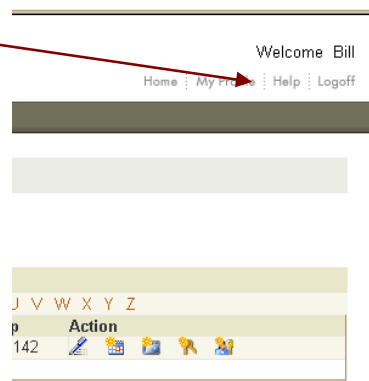 Welcome Bill
Home My Profile Help Logoff
U V W X Y Z
p Action
142